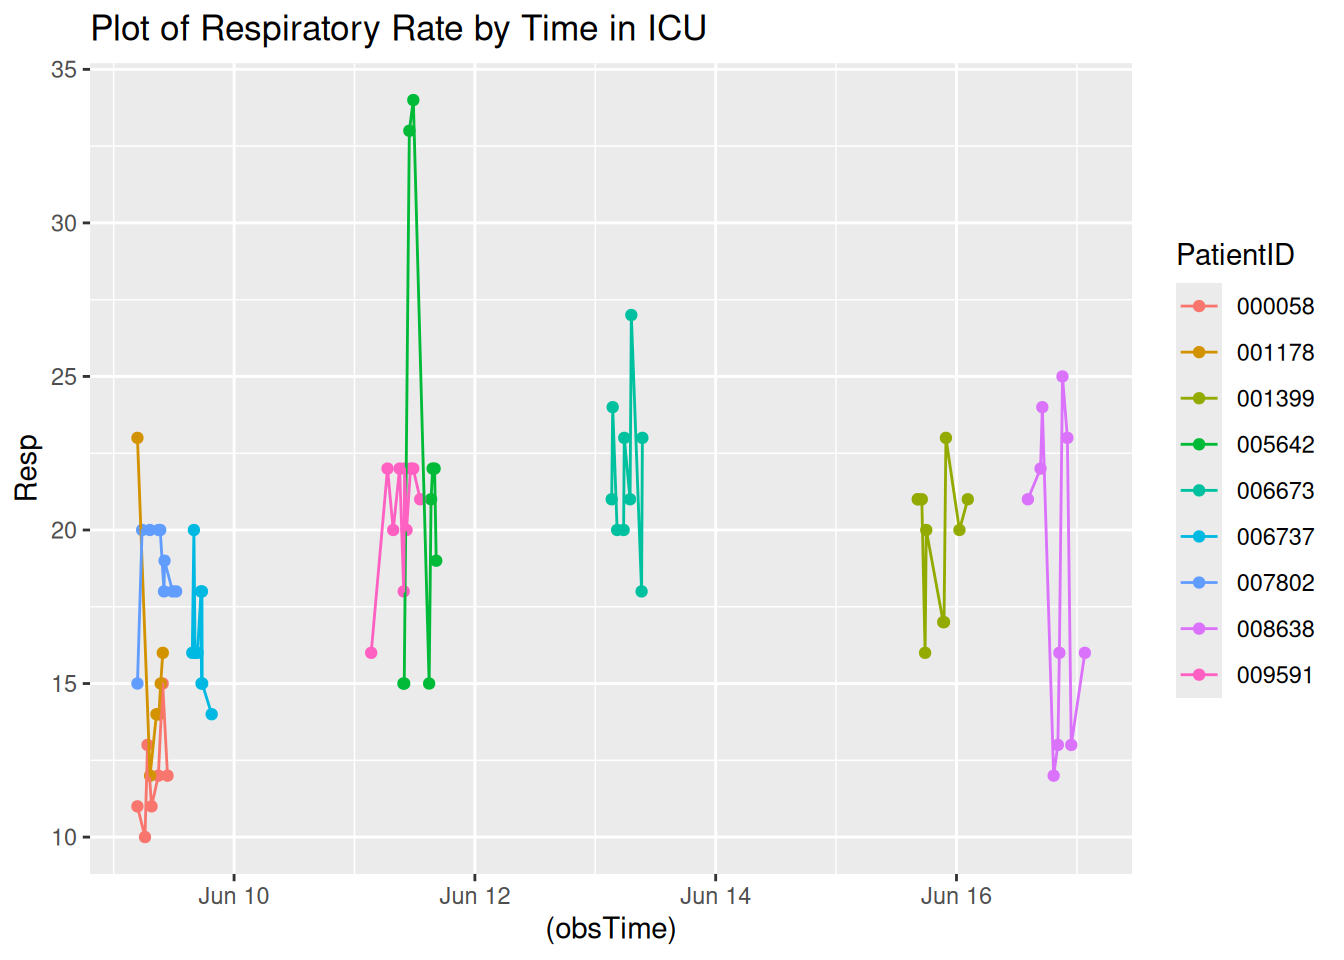 Plot of Respiratory Rate by Time in ICU
35
30
25
20
15
10
Resp
Jun 10
Jun 12
Jun 14
Jun 16
(obsTime)
PatientID
000058
001178
001399
005642
006673
006737
007802
008638
009591